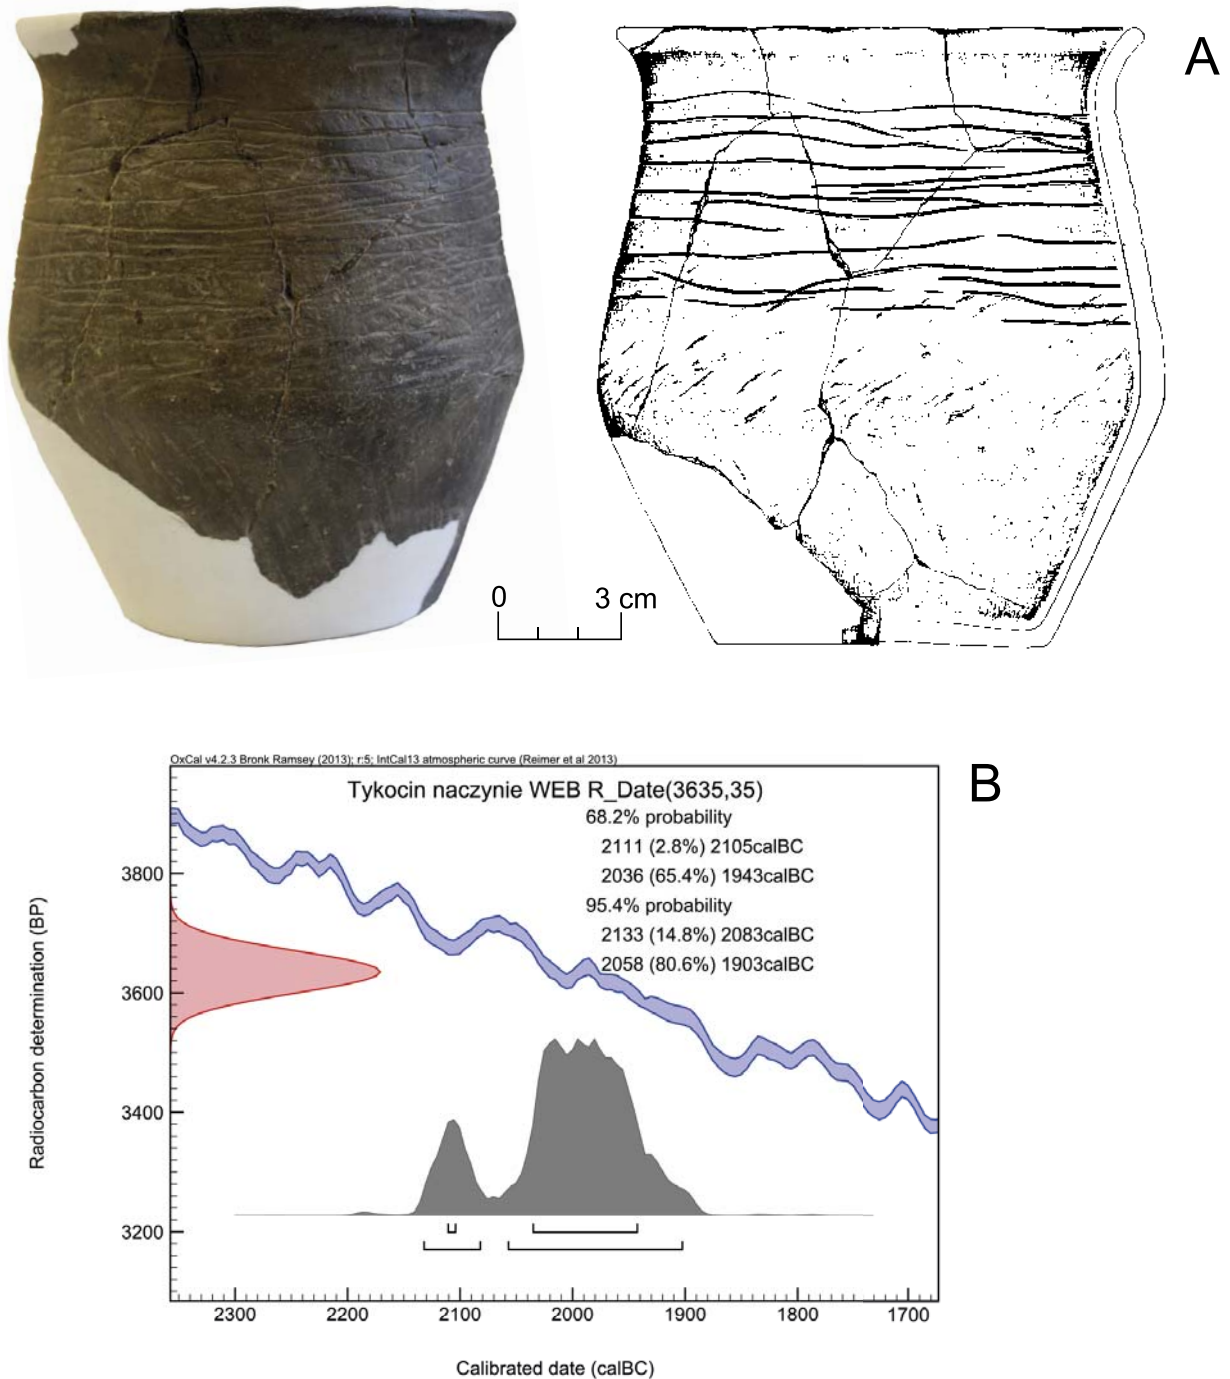 A
0 3 cm
B
OxCal v4.2.3 Bronk Ramsey (2013); r:5; IntCal13 atmospheric curve (Reimer et al 2013)
Tykocin naczynie WEB R_Date(3635,35)
68.2% probability
2111 (2.8%) 2105calBC
2036 (65.4%) 1943calBC
95.4% probability
2133 (14.8%) 2083calBC
2058 (80.6%) 1903calBC
Radiocarbon determination (BP)
3800
3600
3400
3200
2300 2200 2100 2000 1900 1800 1700
Calibrated date (calBC)